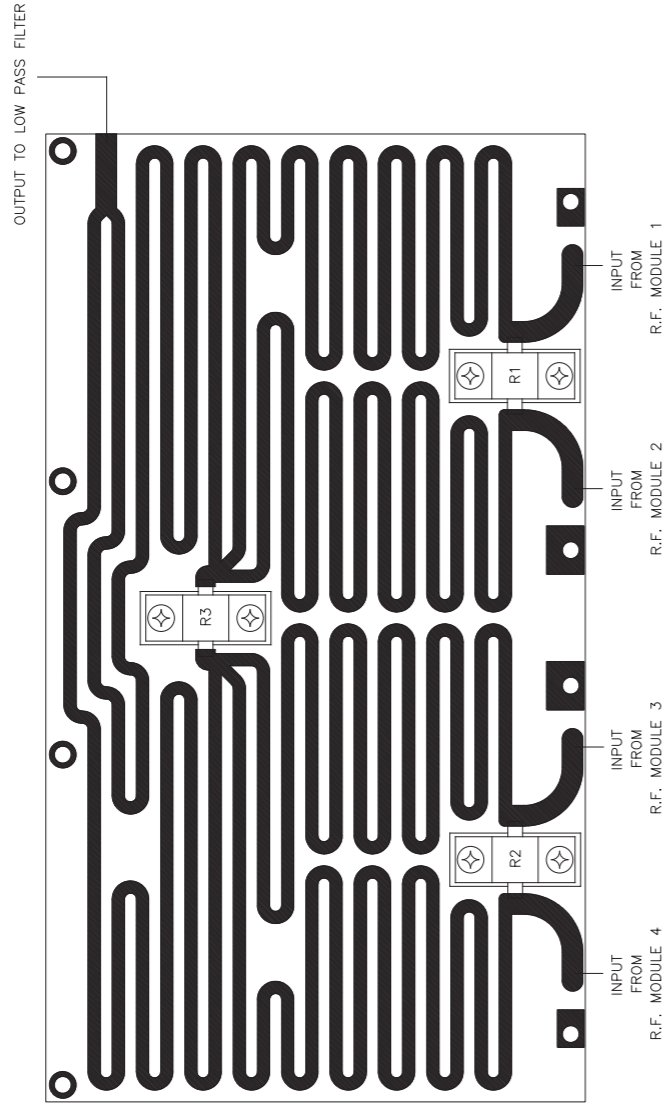 OUTPUT TO LOW PASS FILTER
R3
R2
R1
INPUT
FROM
R.F. MODULE 4
INPUT
FROM
R.F. MODULE 3
INPUT
FROM
R.F. MODULE 2
INPUT
FROM
R.F. MODULE 1